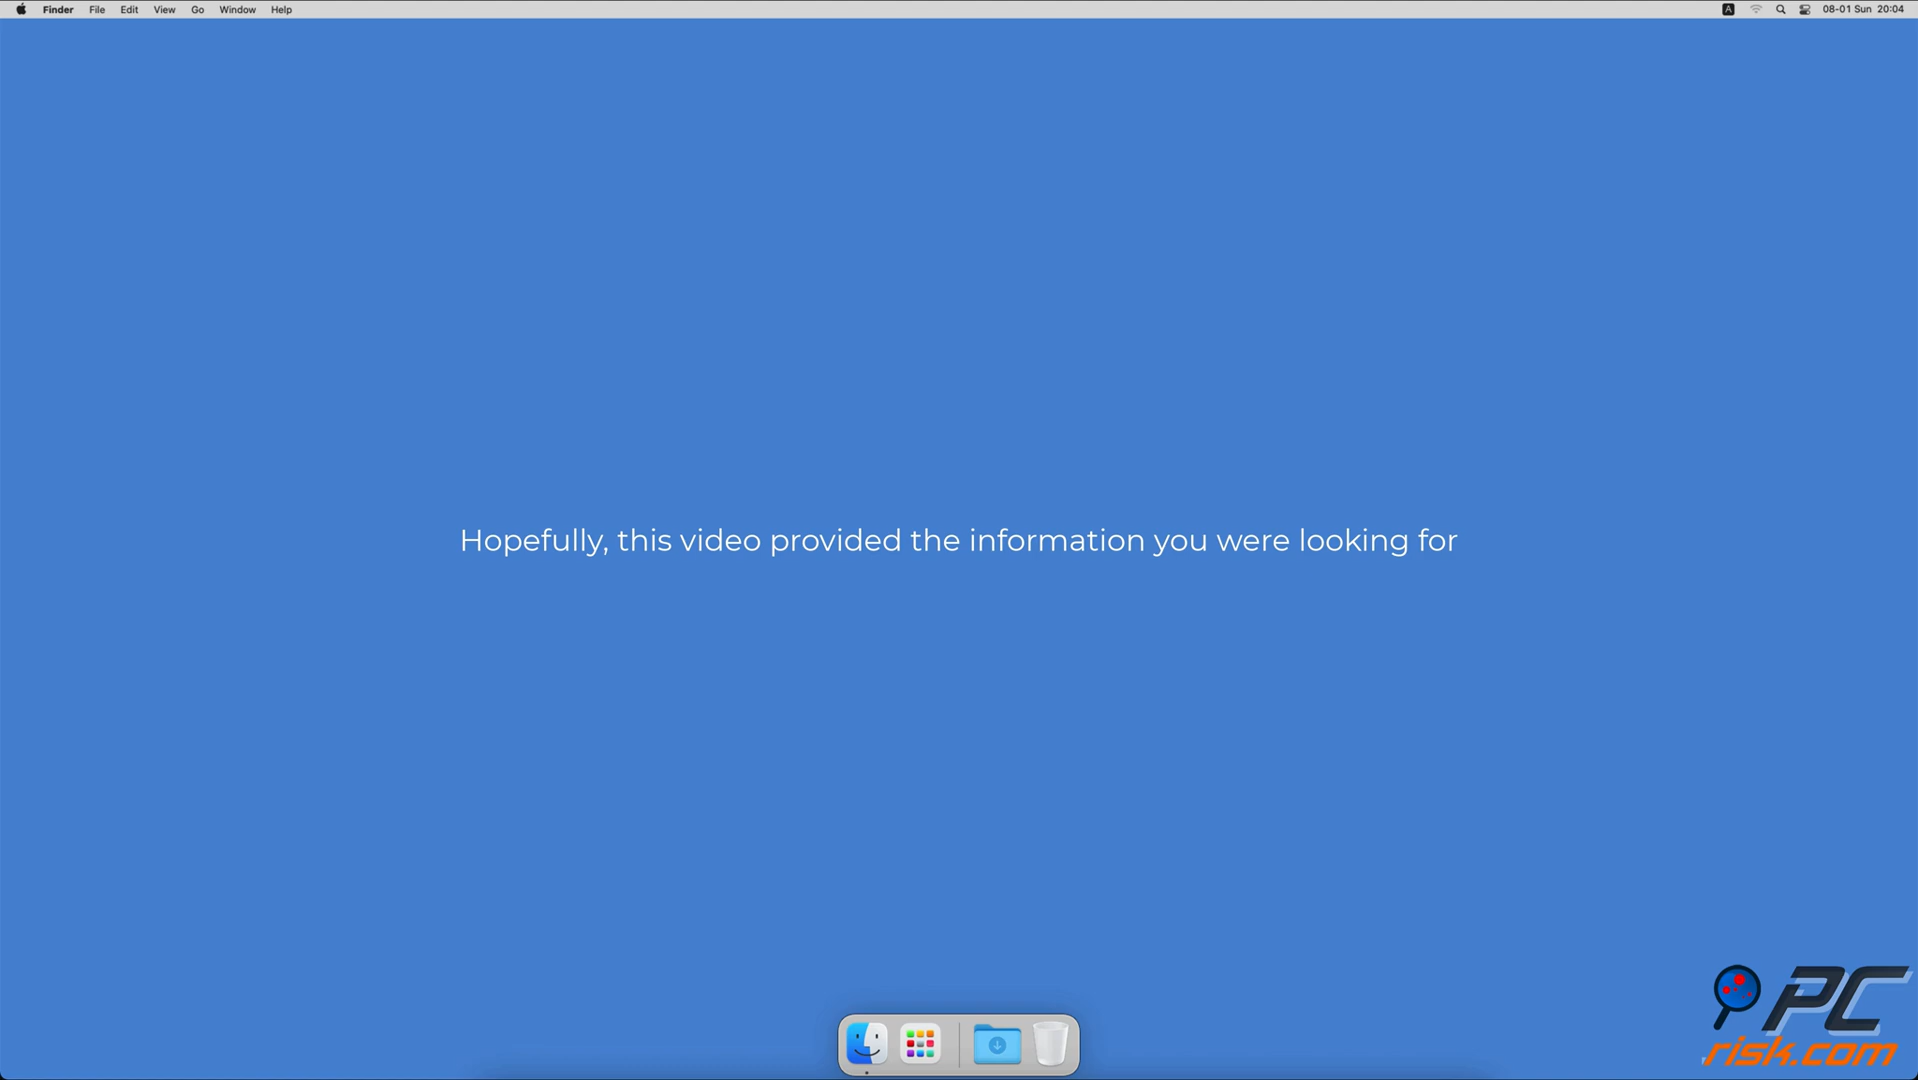 Finder File Edit View Go Window Help A 08-01 Sun 20:04
Hopefully, this video provided the information you were looking for
PC
risk.com